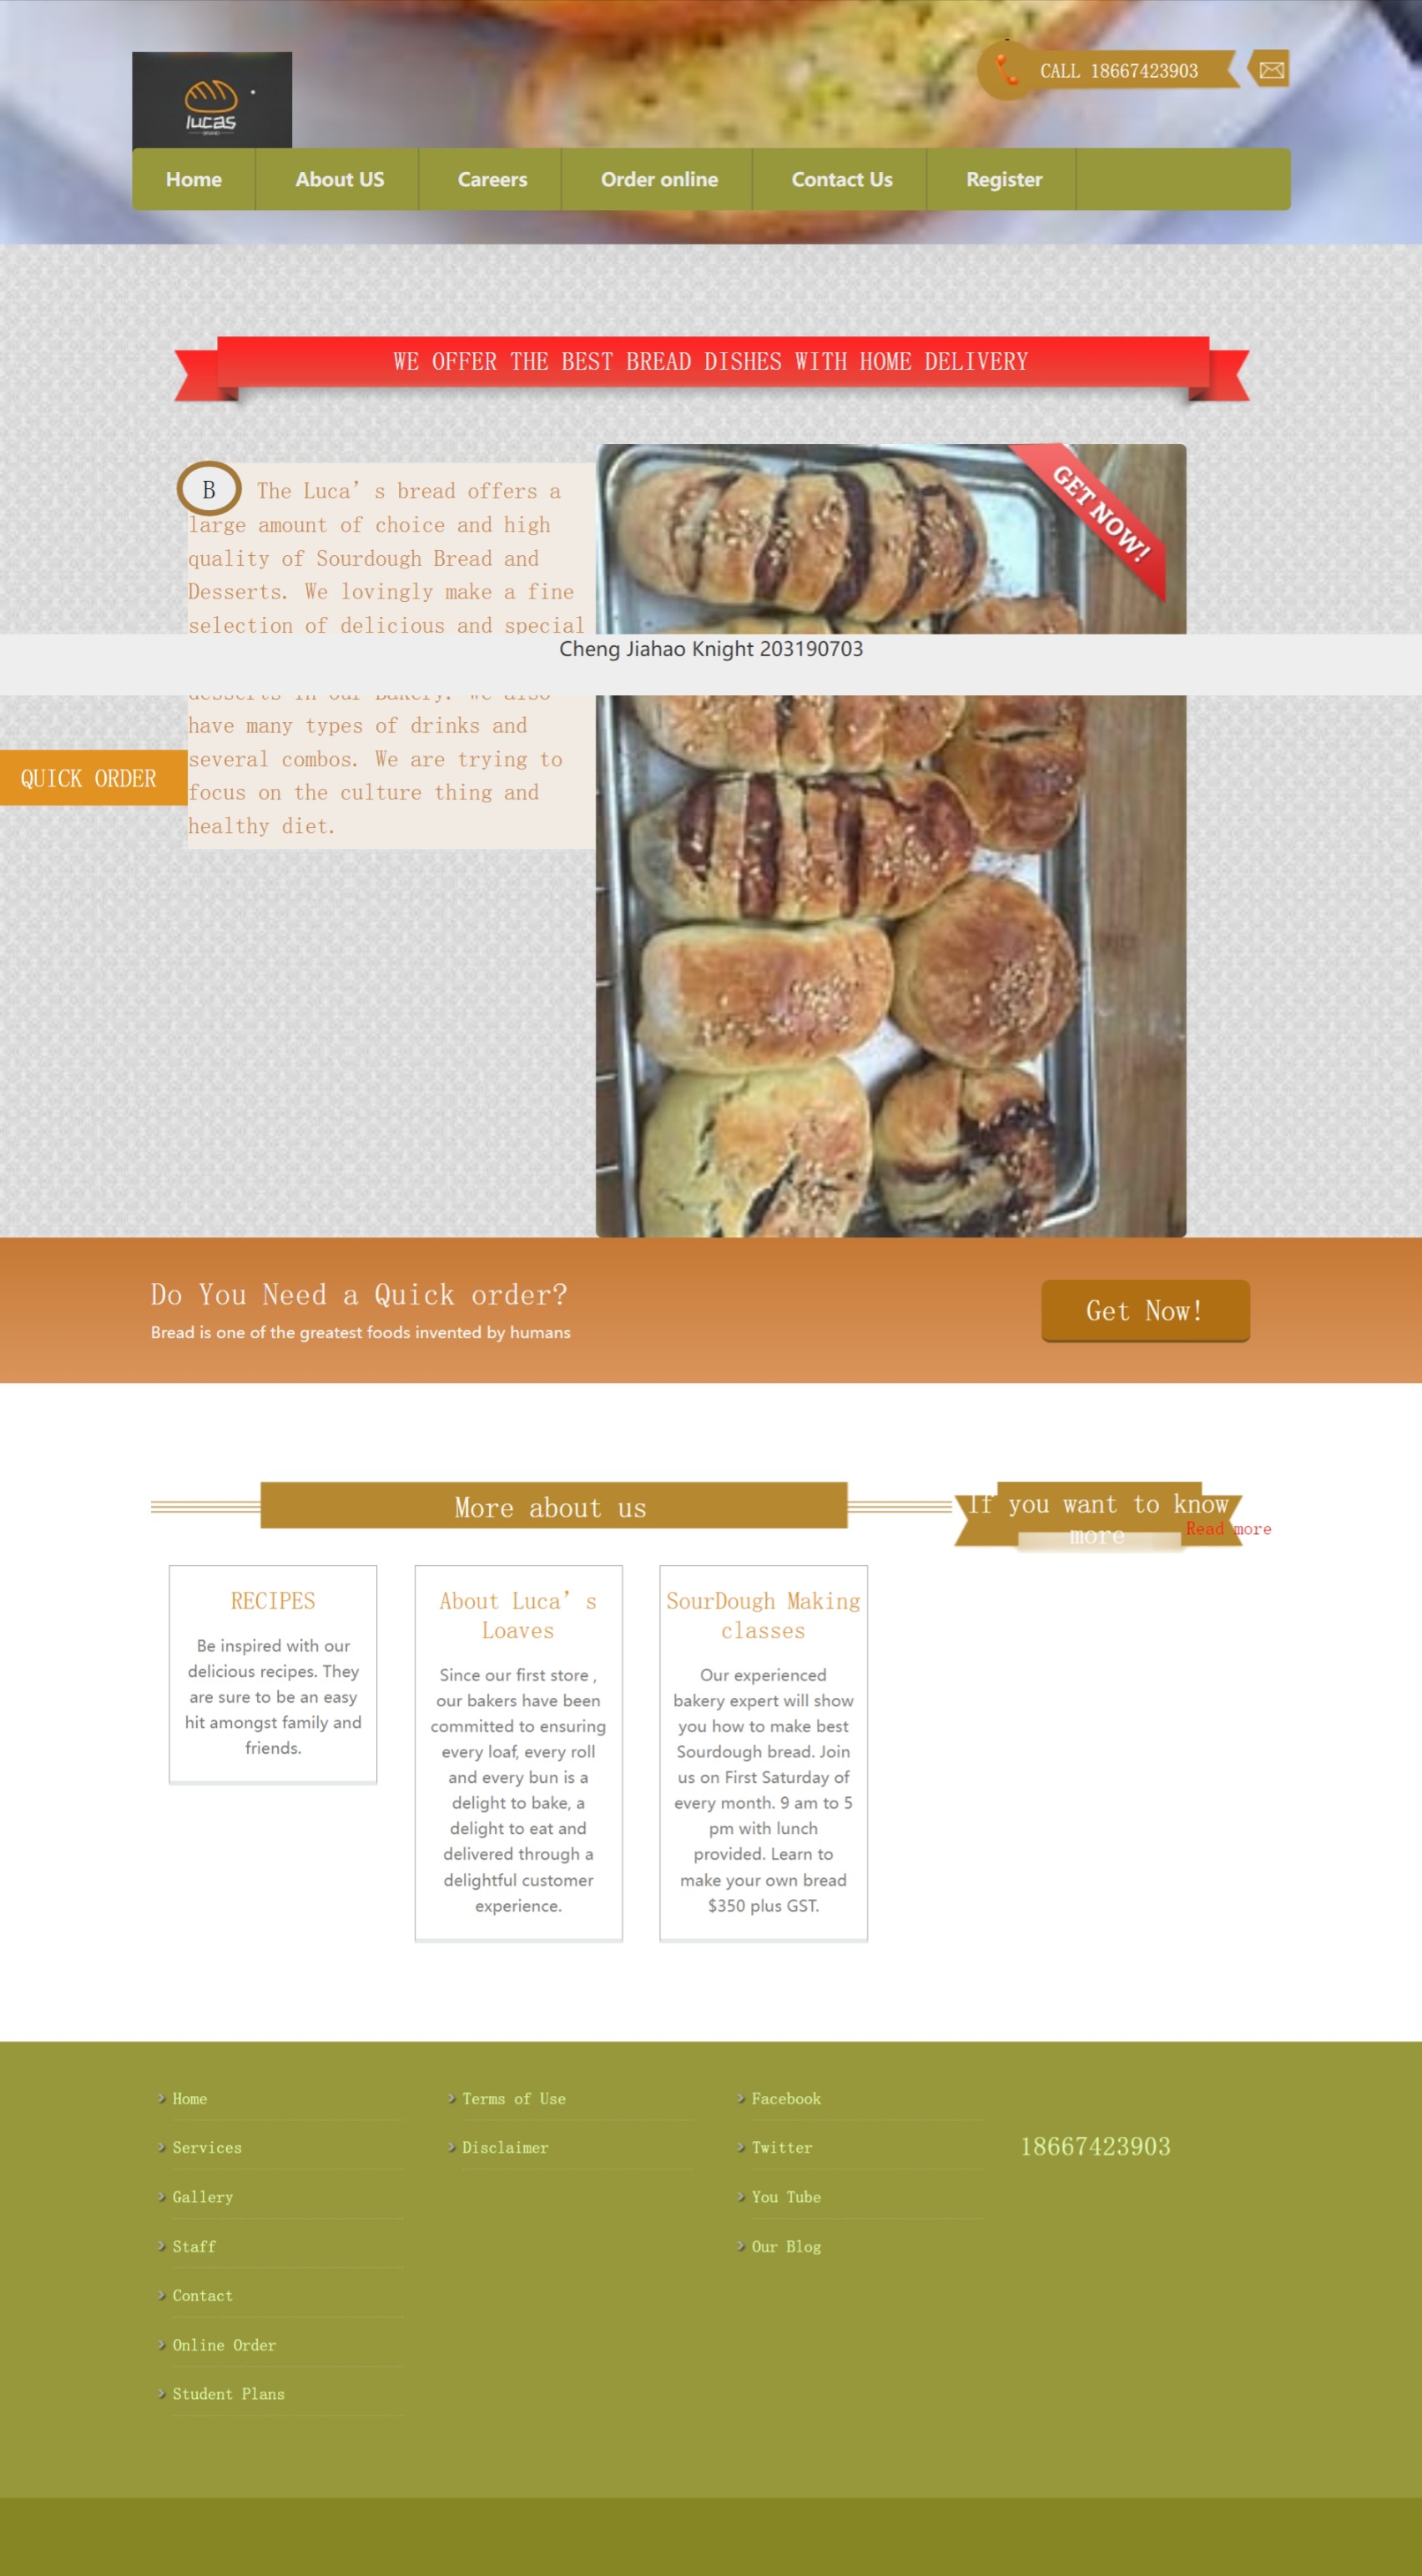 CALL 18667423903
lucas
Home About US Careers Order online Contact Us Register
WE OFFER THE BEST BREAD DISHES WITH HOME DELIVERY
B
The Luca’s bread offers a
large amount of choice and high
quality of Sourdough Bread and
Desserts. We lovingly make a fine
selection of delicious and special
GET NOW!
Cheng Jiahao Knight 203190703
desserts in our Bakery. We also
have many types of drinks and
several combos. We are trying to
focus on the culture thing and
healthy diet.
QUICK ORDER
Do You Need a Quick order?
Bread is one of the greatest foods invented by humans
Get Now!
More about us
If you want to know
more
Read more
RECIPES
Be inspired with our
delicious recipes. They
are sure to be an easy
hit amongst family and
friends.
About Luca’s
Loaves
Since our first store ,
our bakers have been
committed to ensuring
every loaf, every roll
and every bun is a
delight to bake, a
delight to eat and
delivered through a
delightful customer
experience.
SourDough Making
classes
Our experienced
bakery expert will show
you how to make best
Sourdough bread. Join
us on First Saturday of
every month. 9 am to 5
pm with lunch
provided. Learn to
make your own bread
$350 plus GST.
Home
Services
Gallery
Staff
Contact
Online Order
Student Plans
Terms of Use
Disclaimer
Facebook
Twitter
You Tube
Our Blog
18667423903